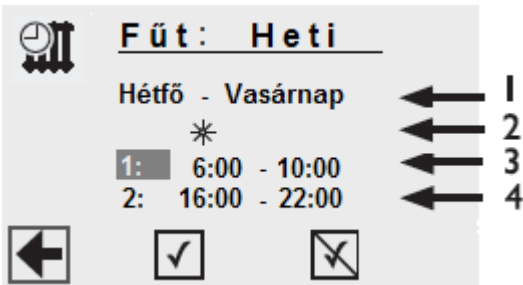 Fűt: Heti
Hétfő - Vasárnap 1
2
1: 6:00 - 10:00 3
2: 16:00 - 22:00 4